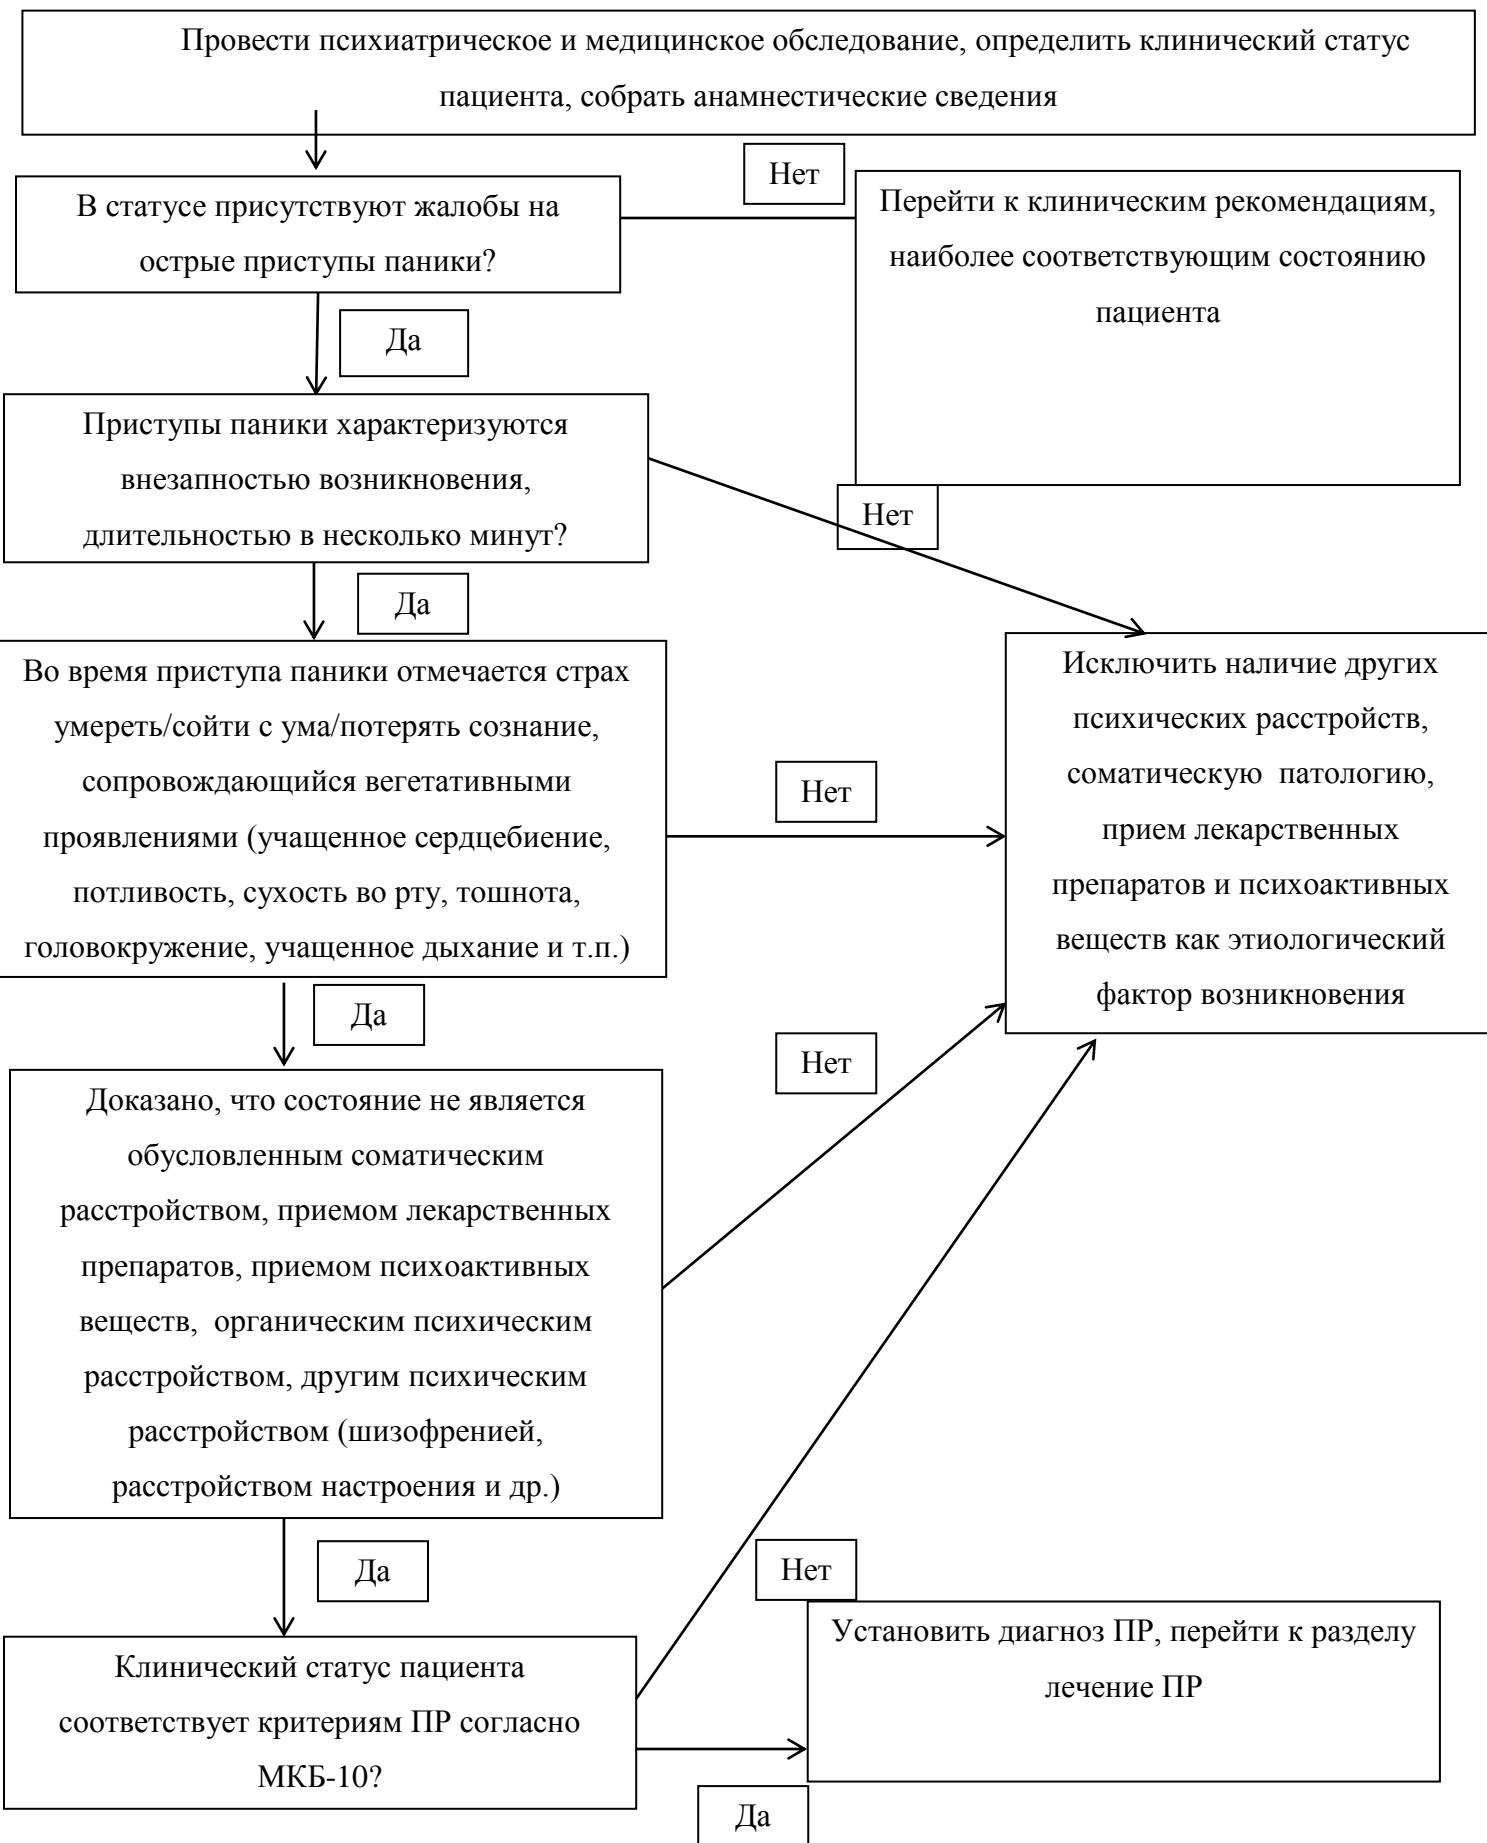 Провести психиатрическое и медицинское обследование, определить клинический статус
пациента, собрать анамнестические сведения
Нет
В статусе присутствуют жалобы на
острые приступы паники?
Перейти к клиническим рекомендациям,
наиболее соответствующим состоянию
пациента
Да
Приступы паники характеризуются
внезапностью возникновения,
длительностью в несколько минут?
Нет
Да
Во время приступа паники отмечается страх
умереть/сойти с ума/потерять сознание,
сопровождающийся вегетативными
проявлениями (учащенное сердцебиение,
потливость, сухость во рту, тошнота,
головокружение, учащенное дыхание и т.п.)
Нет
Исключить наличие других
психических расстройств,
соматическую патологию,
прием лекарственных
препаратов и психоактивных
веществ как этиологический
фактор возникновения
Да
Нет
Доказано, что состояние не является
обусловленным соматическим
расстройством, приемом лекарственных
препаратов, приемом психоактивных
веществ, органическим психическим
расстройством, другим психическим
расстройством (шизофренией,
расстройством настроения и др.)
Да
Нет
Клинический статус пациента
соответствует критериям ПР согласно
МКБ-10?
Установить диагноз ПР, перейти к разделу
лечение ПР
Да